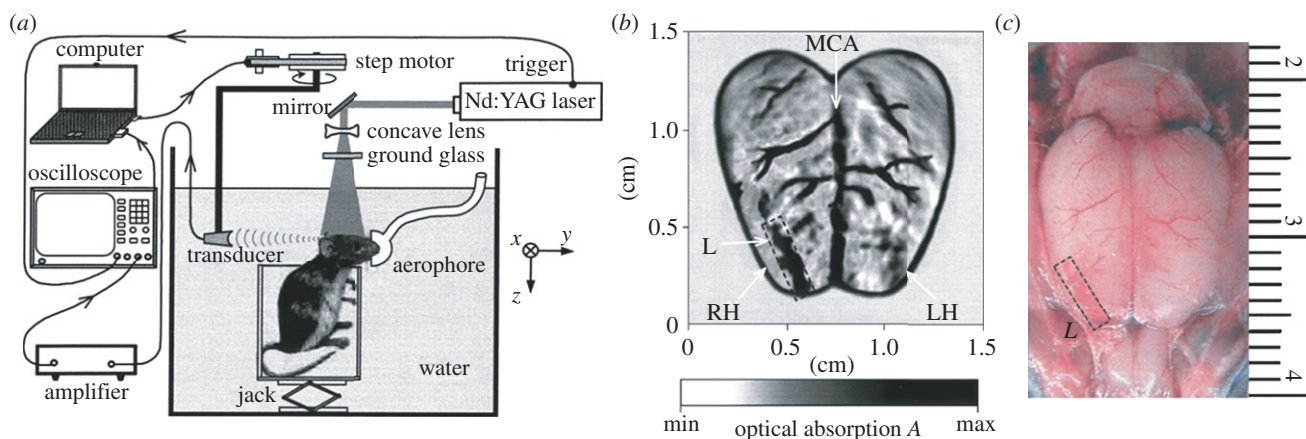 (a)
computer
step motor
trigger
mirror
Nd:YAG laser
concave lens
ground glass
oscilloscope
transducer
aerophore
x
y
z
water
jack
amplifier
(b)
1.5
MCA
1.0
(cm)
0.5
L
RH
LH
0
0
0.5
1.0
1.5
(cm)
min
optical absorption A
max
(c)
2
3
L
4